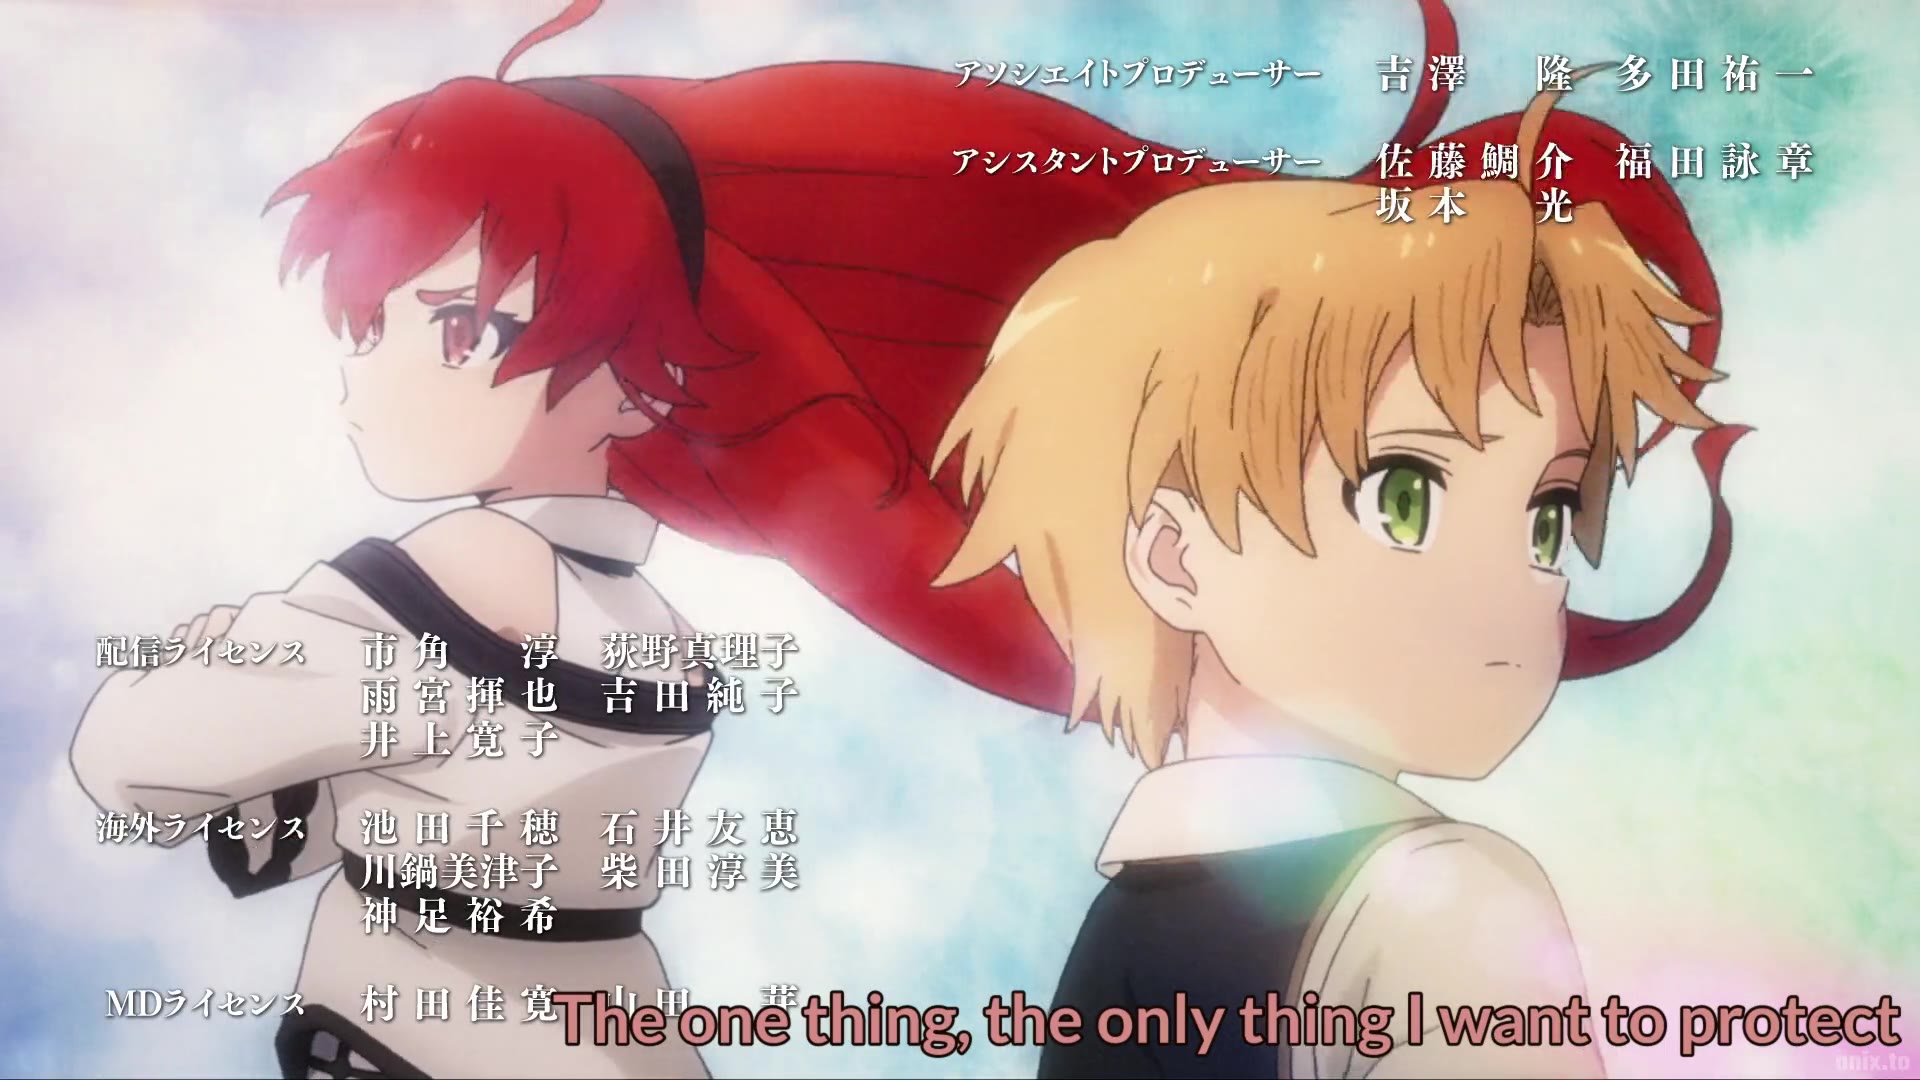 アソシエイトプロデューサー 吉澤 隆 多田祐一
アシスタントプロデューサー 佐藤鯛介 福田詠章
坂本 光
配信ライセンス 市角 淳 荻野真理子
雨宮揮也 吉田純子
井上寛子
海外ライセンス 池田千穂 石井友恵
川鍋美津子 柴田淳美
神足裕希
MDライセンス 村田佳寛 山田
The one thing, the only thing I want to protect
anix.to